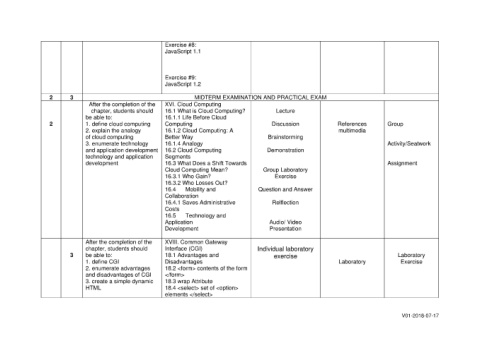 Exercise #8:
JavaScript 1.1
Exercise #9:
JavaScript 1.2
2 3 MIDTERM EXAMINATION AND PRACTICAL EXAM
2
After the completion of the
chapter, students should
be able to:
1. define cloud computing
2. explain the analogy
of cloud computing
3. enumerate technology
and application development
technology and application
development
XVI. Cloud Computing
16.1 What is Cloud Computing?
16.1.1 Life Before Cloud
Computing
16.1.2 Cloud Computing: A
Better Way
16.1.4 Analogy
16.2 Cloud Computing
Segments
16.3 What Does a Shift Towards
Cloud Computing Mean?
16.3.1 Who Gain?
16.3.2 Who Losses Out?
16.4 Mobility and
Collaboration
16.4.1 Saves Administrative
Costs
16.5 Technology and
Application
Development
Lecture
Discussion
Brainstorming
Demonstration
Group Laboratory
Exercise
Question and Answer
Relflection
Audio/ Video
Presentation
References
multimedia
Group
Activity/Seatwork
Assignment
3
After the completion of the
chapter, students should
be able to:
1. define CGI
2. enumerate advantages
and disadvantages of CGI
3. create a simple dynamic
HTML
XVIII. Common Gateway
Interface (CGI)
18.1 Advantages and
Disadvantages
18.2 <form> contents of the form
</form>
18.3 wrap Attribute
18.4 <select> set of <option>
elements </select>
Individual laboratory
exercise
Laboratory
Laboratory
Exercise
V01-2018-07-17